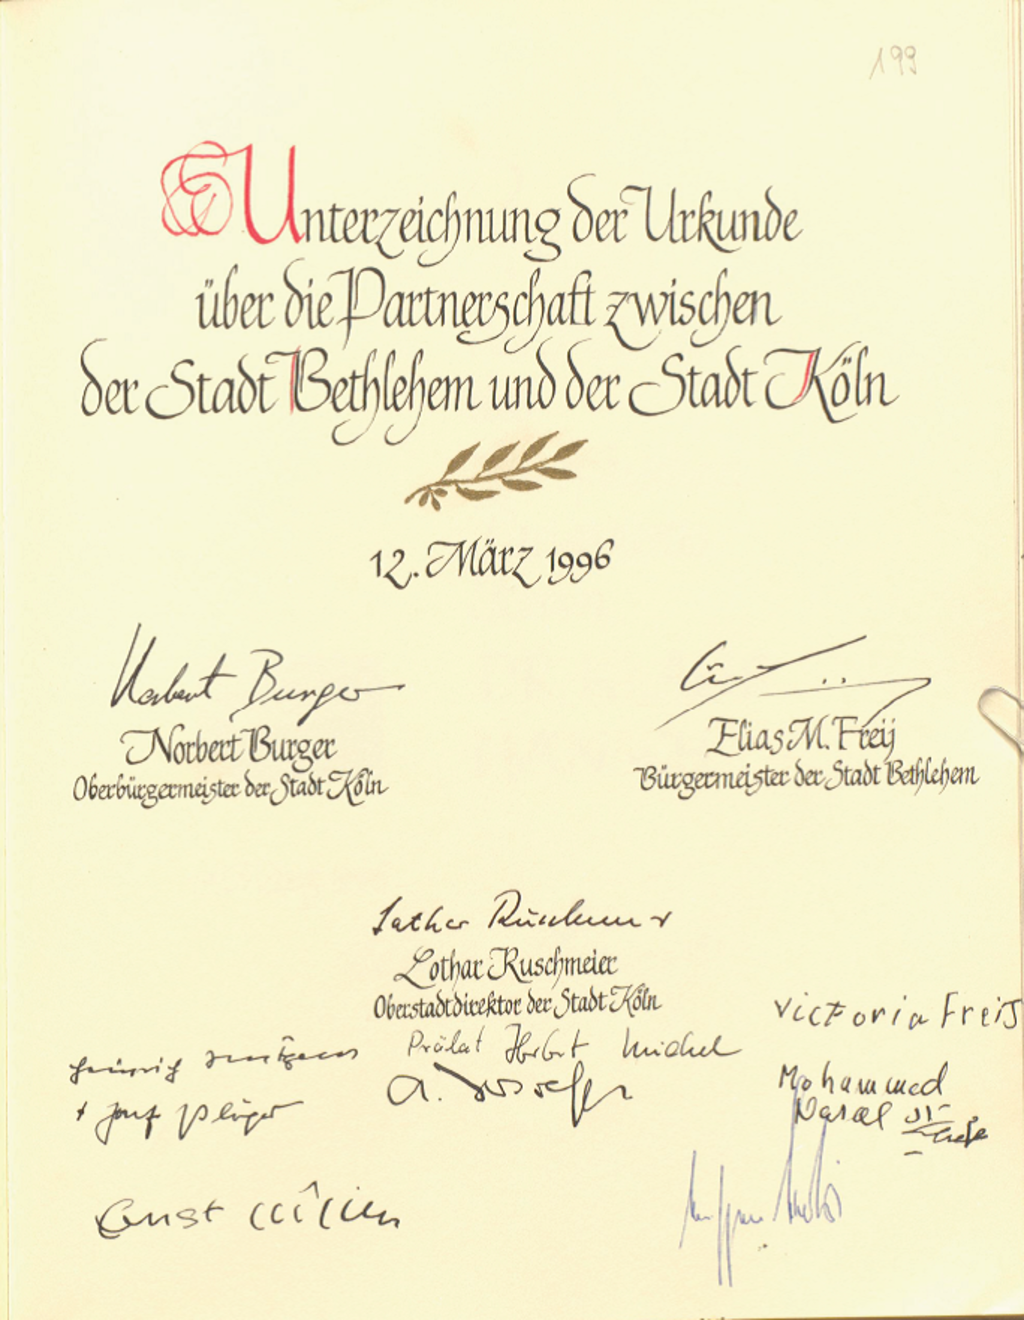 199
Unterzeichnung der Urkunde
über die Partnerschaft zwischen
der Stadt Bethlehem und der Stadt Köln
12. März 1996
Norbert Burger
Norbert Burger
Oberbürgermeister der Stadt Köln
Elias M. Freij
Bürgermeister der Stadt Bethlehem
Lothar Ruschmeier
Lothar Ruschmeier
Oberstadtdirektor der Stadt Köln
Victoria Freij
Prälat Herbert Michel
Heinrich
Mohammed
Ernst